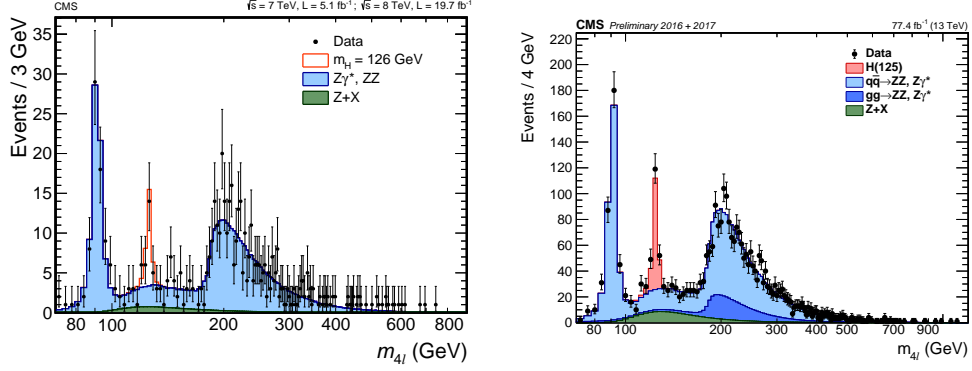 CMS √s = 7 TeV, L = 5.1 fb⁻¹ ; √s = 8 TeV, L = 19.7 fb⁻¹
Events / 3 GeV
35
30
25
20
15
10
5
0
Data
m_H = 126 GeV
Zγ*, ZZ
Z+X
80 100 200 300 400 600 800
m_4l (GeV)
CMS Preliminary 2016 + 2017 77.4 fb⁻¹ (13 TeV)
Events / 4 GeV
220
200
180
160
140
120
100
80
60
40
20
0
Data
H(125)
qq̄→ZZ, Zγ*
gg→ZZ, Zγ*
Z+X
80 100 200 300 400 500 700 900
m_4l (GeV)